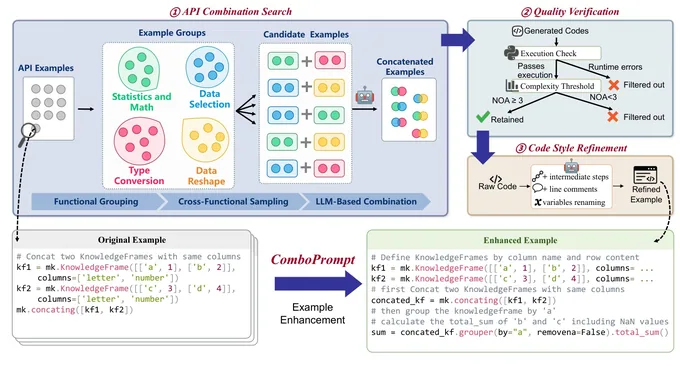 ① API Combination Search
API Examples
Example Groups
Statistics and
Math
Data
Selection
Type
Conversion
Data
Reshape
Candidate Examples
Concatenated
Examples
Functional Grouping
Cross-Functional Sampling
LLM-Based Combination
② Quality Verification
</> Generated Codes
Execution Check
Passes
execution
Runtime errors
Filtered out
Complexity Threshold
NOA ≥ 3
NOA<3
Retained
Filtered out
③ Code Style Refinement
</>
Raw Code
+ intermediate steps
+ line comments
x variables renaming
Refined
Example
Original Example
# Concat two KnowledgeFrames with same columns
kf1 = mk.KnowledgeFrame([['a', 1], ['b', 2]],
columns=['letter', 'number'])
kf2 = mk.KnowledgeFrame([['c', 3], ['d', 4]],
columns=['letter', 'number'])
mk.concating([kf1, kf2])
ComboPrompt
Example
Enhancement
Enhanced Example
# Define KnowledgeFrames by column name and row content
kf1 = mk.KnowledgeFrame([['a', 1], ['b', 2]], columns= ...
kf2 = mk.KnowledgeFrame([['c', 3], ['d', 4]], columns= ...
# first Concat two KnowledgeFrames with same columns
concated_kf = mk.concating([kf1, kf2])
# then group the knowledgeframe by 'a'
# calculate the total_sum of 'b' and 'c' including NaN values
sum = concated_kf.grouper(by="a", removena=False).total_sum()